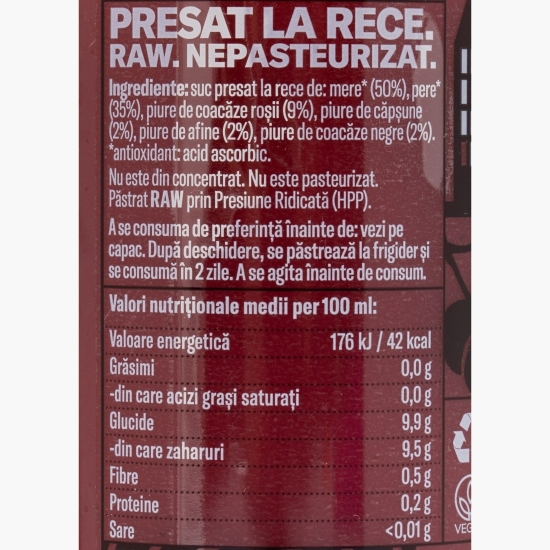 PRESAT LA RECE.
RAW. NEPASTEURIZAT.
Ingrediente: suc presat la rece de: mere* (50%), pere*
(35%), piure de coacăze roșii (9%), piure de căpșune
(2%), piure de afine (2%), piure de coacăze negre (2%).
*antioxidant: acid ascorbic.
Nu este din concentrat. Nu este pasteurizat.
Păstrat RAW prin Presiune Ridicată (HPP).
A se consuma de preferință înainte de: vezi pe
capac. După deschidere, se păstrează la frigider și
se consumă în 2 zile. A se agita înainte de consum.
Valori nutriționale medii per 100 ml:
Valoare energetică 176 kJ / 42 kcal
Grăsimi 0,0 g
-din care acizi grași saturați 0,0 g
Glucide 9,9 g
-din care zaharuri 9,5 g
Fibre 0,5 g
Proteine 0,2 g
Sare <0,01 g